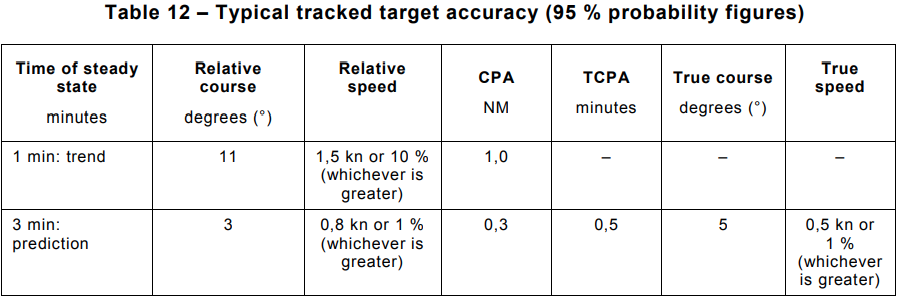 Table 12 – Typical tracked target accuracy (95 % probability figures)
Time of steady state minutes | Relative course degrees (°) | Relative speed | CPA NM | TCPA minutes | True course degrees (°) | True speed
1 min: trend | 11 | 1,5 kn or 10 % (whichever is greater) | 1,0 | – | – | –
3 min: prediction | 3 | 0,8 kn or 1 % (whichever is greater) | 0,3 | 0,5 | 5 | 0,5 kn or 1 % (whichever is greater)